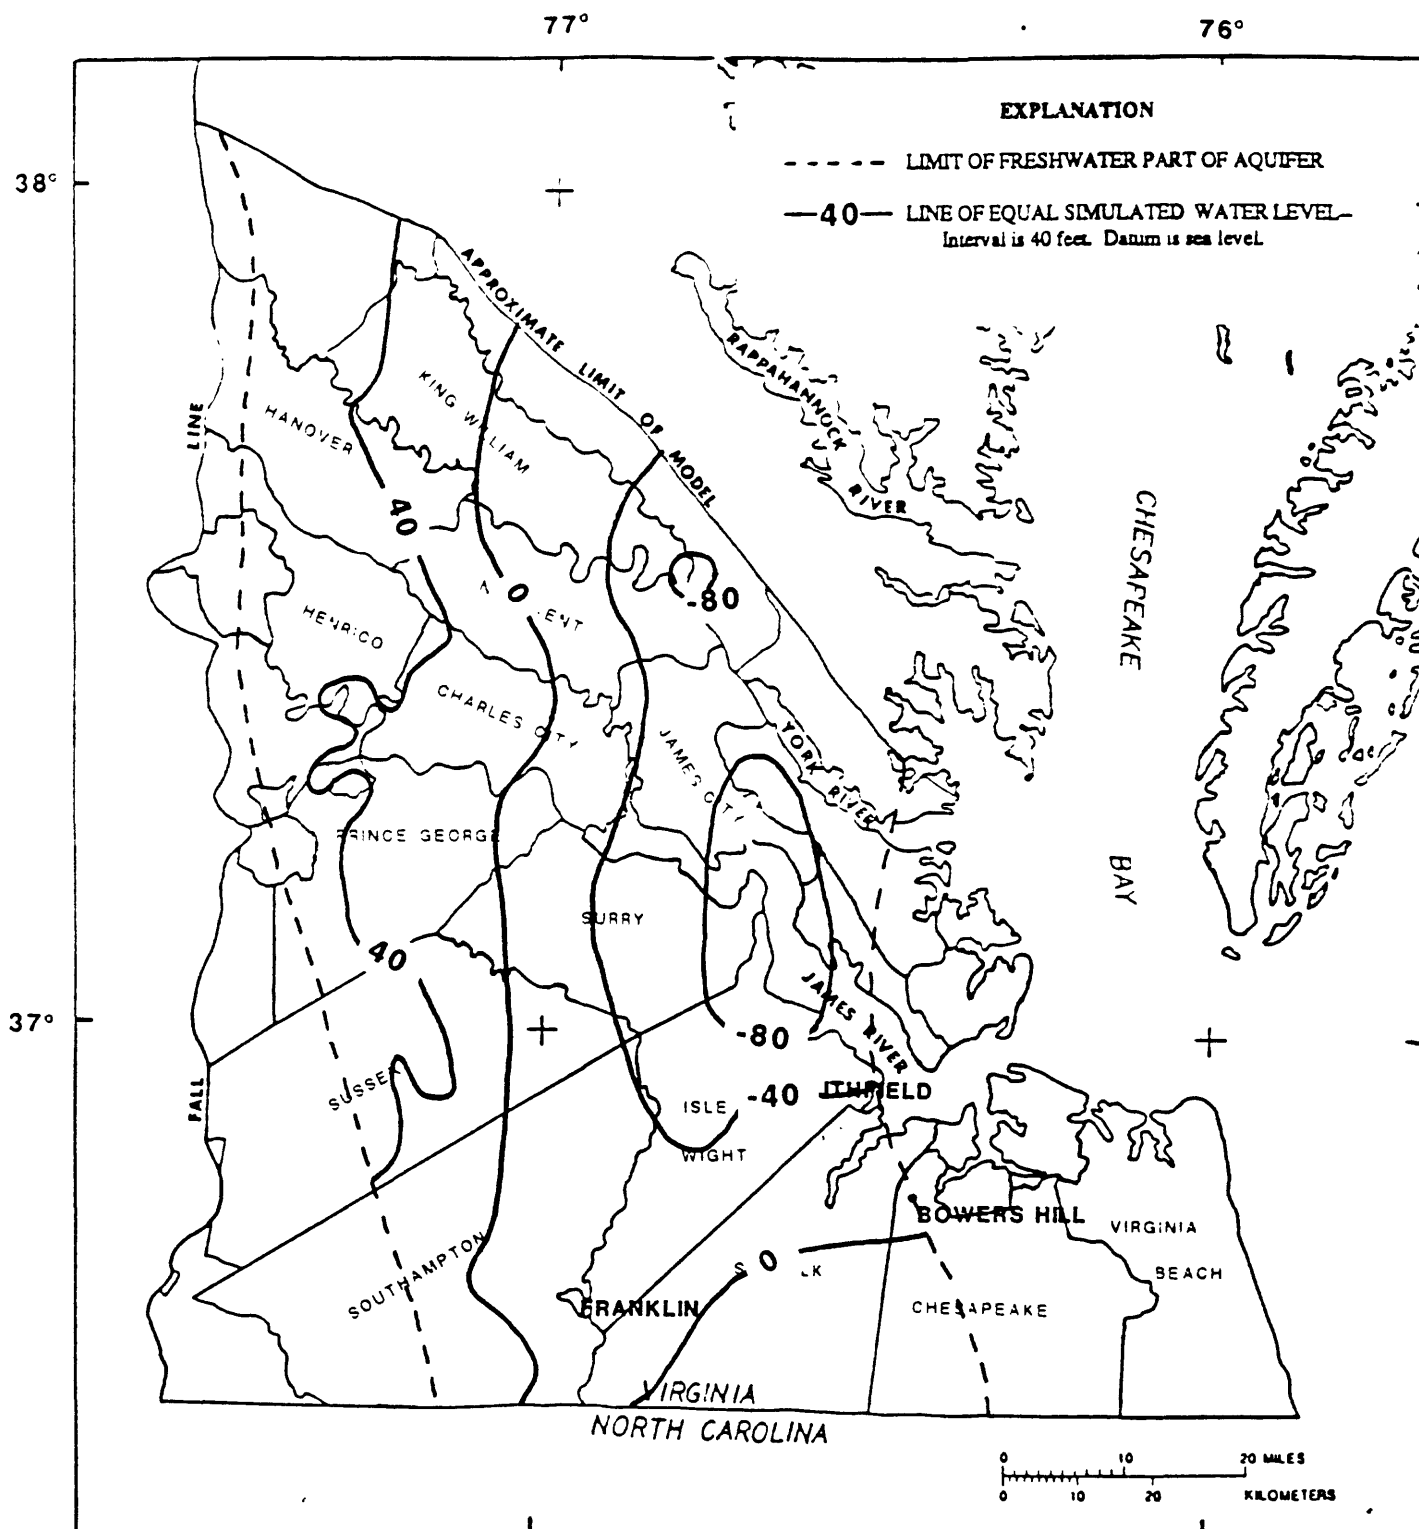 77°
76°
EXPLANATION
LIMIT OF FRESHWATER PART OF AQUIFER
40
LINE OF EQUAL SIMULATED WATER LEVEL—
Interval is 40 feet. Datum is sea level.
38°
APPROXIMATE LIMIT OF MODEL
RAPPAHANNOCK
RIVER
KING WILLIAM
HANOVER
LINE
40
CHESAPEAKE
0
-80
ENT
HENRICO
CHARLES CITY
JAMES CITY
YORK RIVER
PRINCE GEORGE
BAY
SURRY
40
JAMES RIVER
37°
-80
SUSSEX
FALL
-40
ITHFIELD
ISLE
WIGHT
BOWERS HILL
VIRGINIA
BEACH
SOUTHAMPTON
0
S LK
FRANKLIN
CHESAPEAKE
VIRGINIA
NORTH CAROLINA
0 10 20 MILES
0 10 20 KILOMETERS